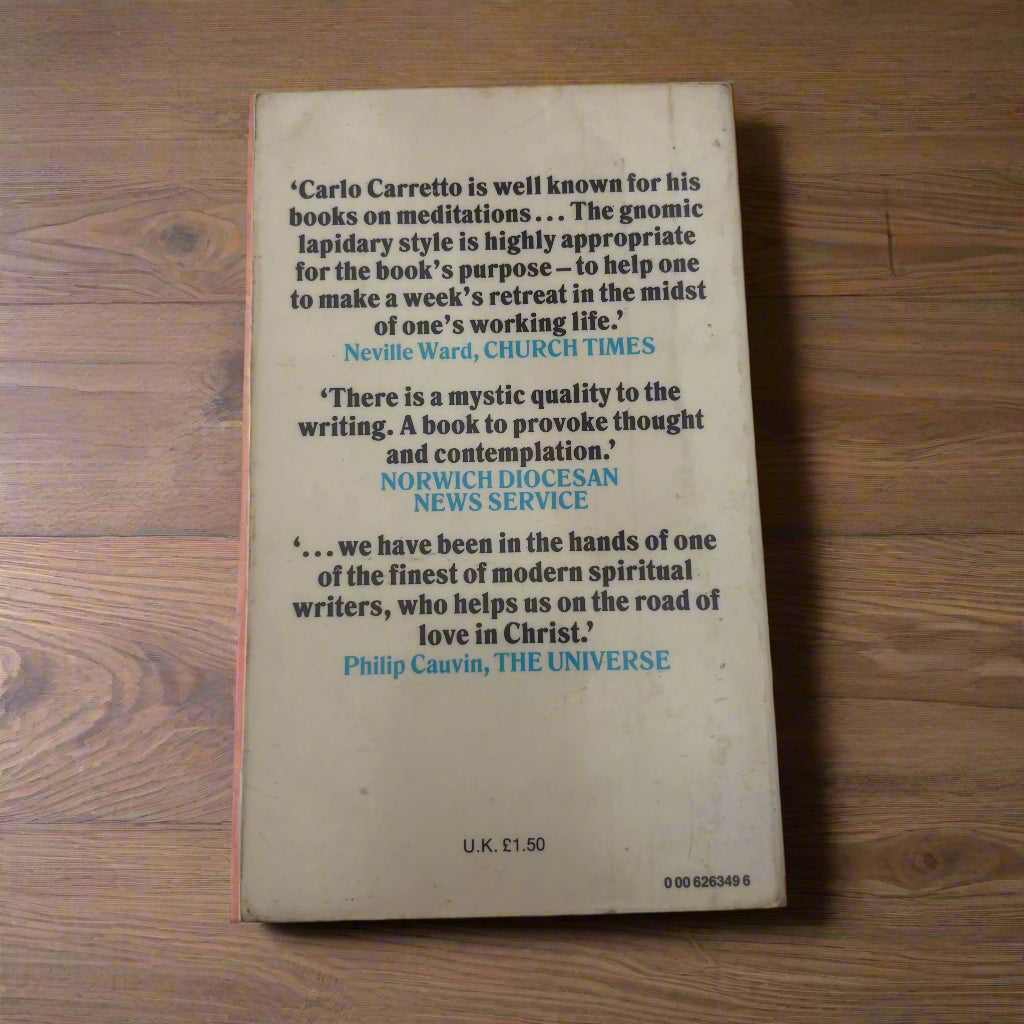 ‘Carlo Carretto is well known for his
books on meditations... The gnomic
lapidary style is highly appropriate
for the book’s purpose – to help one
to make a week’s retreat in the midst
of one’s working life.’
Neville Ward, CHURCH TIMES
‘There is a mystic quality to the
writing. A book to provoke thought
and contemplation.’
NORWICH DIOCESAN
NEWS SERVICE
‘...we have been in the hands of one
of the finest of modern spiritual
writers, who helps us on the road of
love in Christ.’
Philip Cauvin, THE UNIVERSE
U.K. £1.50
0 00 626349 6